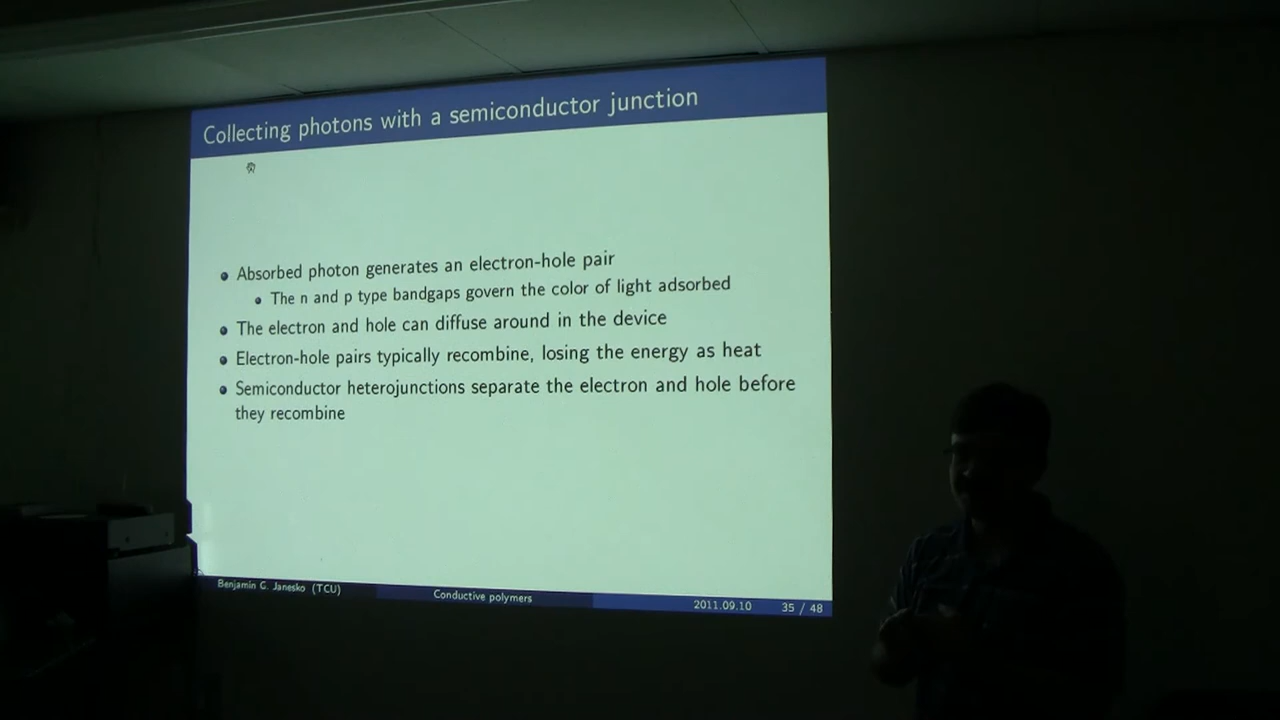 Collecting photons with a semiconductor junction
Absorbed photon generates an electron-hole pair
The n and p type bandgaps govern the color of light adsorbed
The electron and hole can diffuse around in the device
Electron-hole pairs typically recombine, losing the energy as heat
Semiconductor heterojunctions separate the electron and hole before
they recombine
Benjamin G. Janesko (TCU)
Conductive polymers
2011.09.10
35 / 48